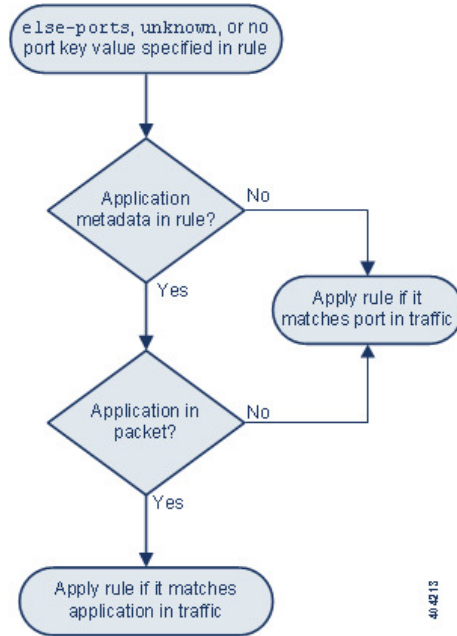 else-ports, unknown, or no
port key value specified in rule
Application
metadata in rule?
No
Yes
Apply rule if it
matches port in traffic
Application in
packet?
No
Yes
Apply rule if it matches
application in traffic
404213